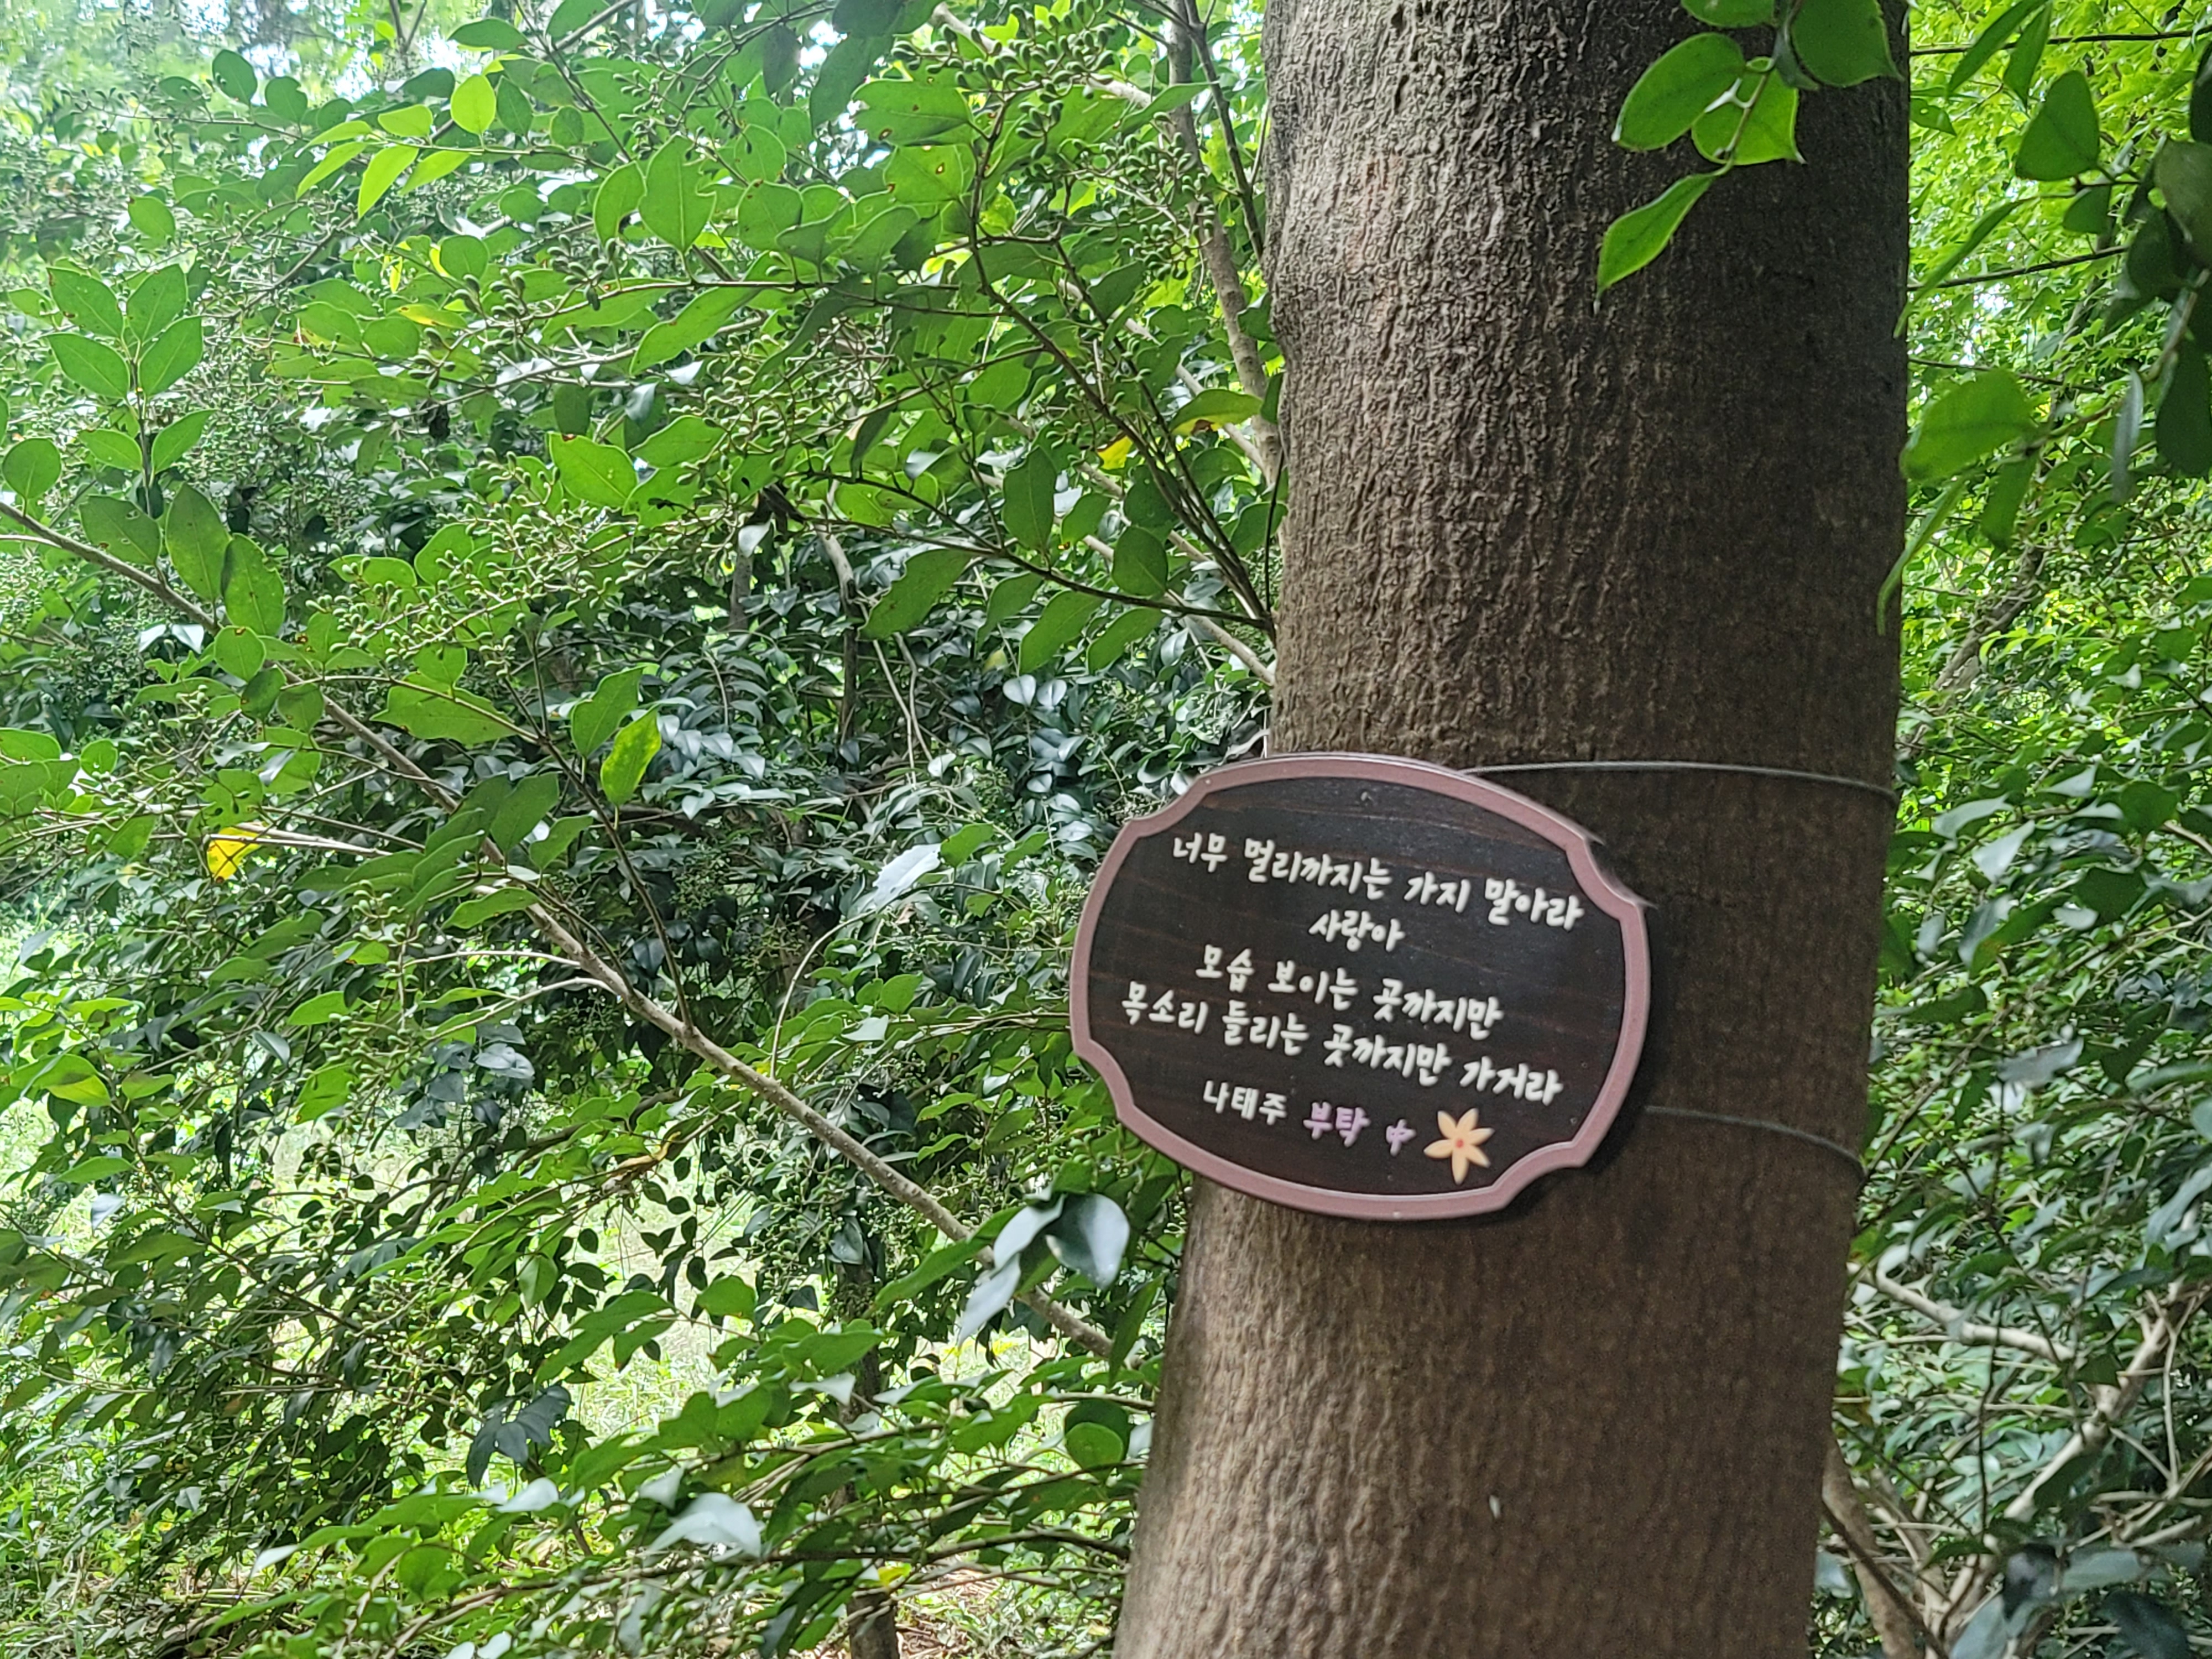 너무 멀리까지는 가지 말아라
사랑아
모습 보이는 곳까지만
목소리 들리는 곳까지만 가거라
나태주 부탁 中